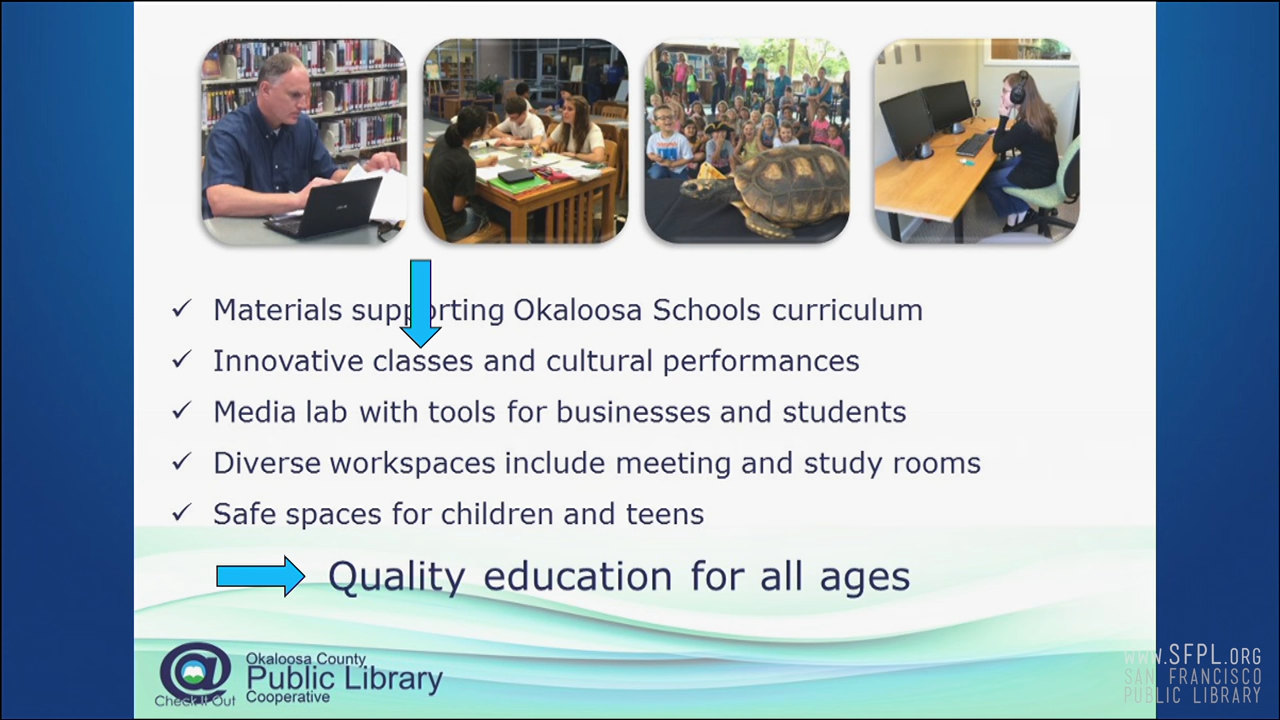 Materials supporting Okaloosa Schools curriculum
Innovative classes and cultural performances
Media lab with tools for businesses and students
Diverse workspaces include meeting and study rooms
Safe spaces for children and teens
Quality education for all ages
@
Check It Out
Okaloosa County
Public Library
Cooperative
WWW.SFPL.ORG
SAN FRANCISCO
PUBLIC LIBRARY